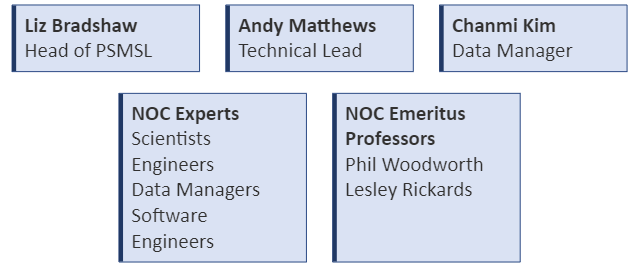 Liz Bradshaw
Head of PSMSL
Andy Matthews
Technical Lead
Chanmi Kim
Data Manager
NOC Experts
Scientists
Engineers
Data Managers
Software
Engineers
NOC Emeritus
Professors
Phil Woodworth
Lesley Rickards